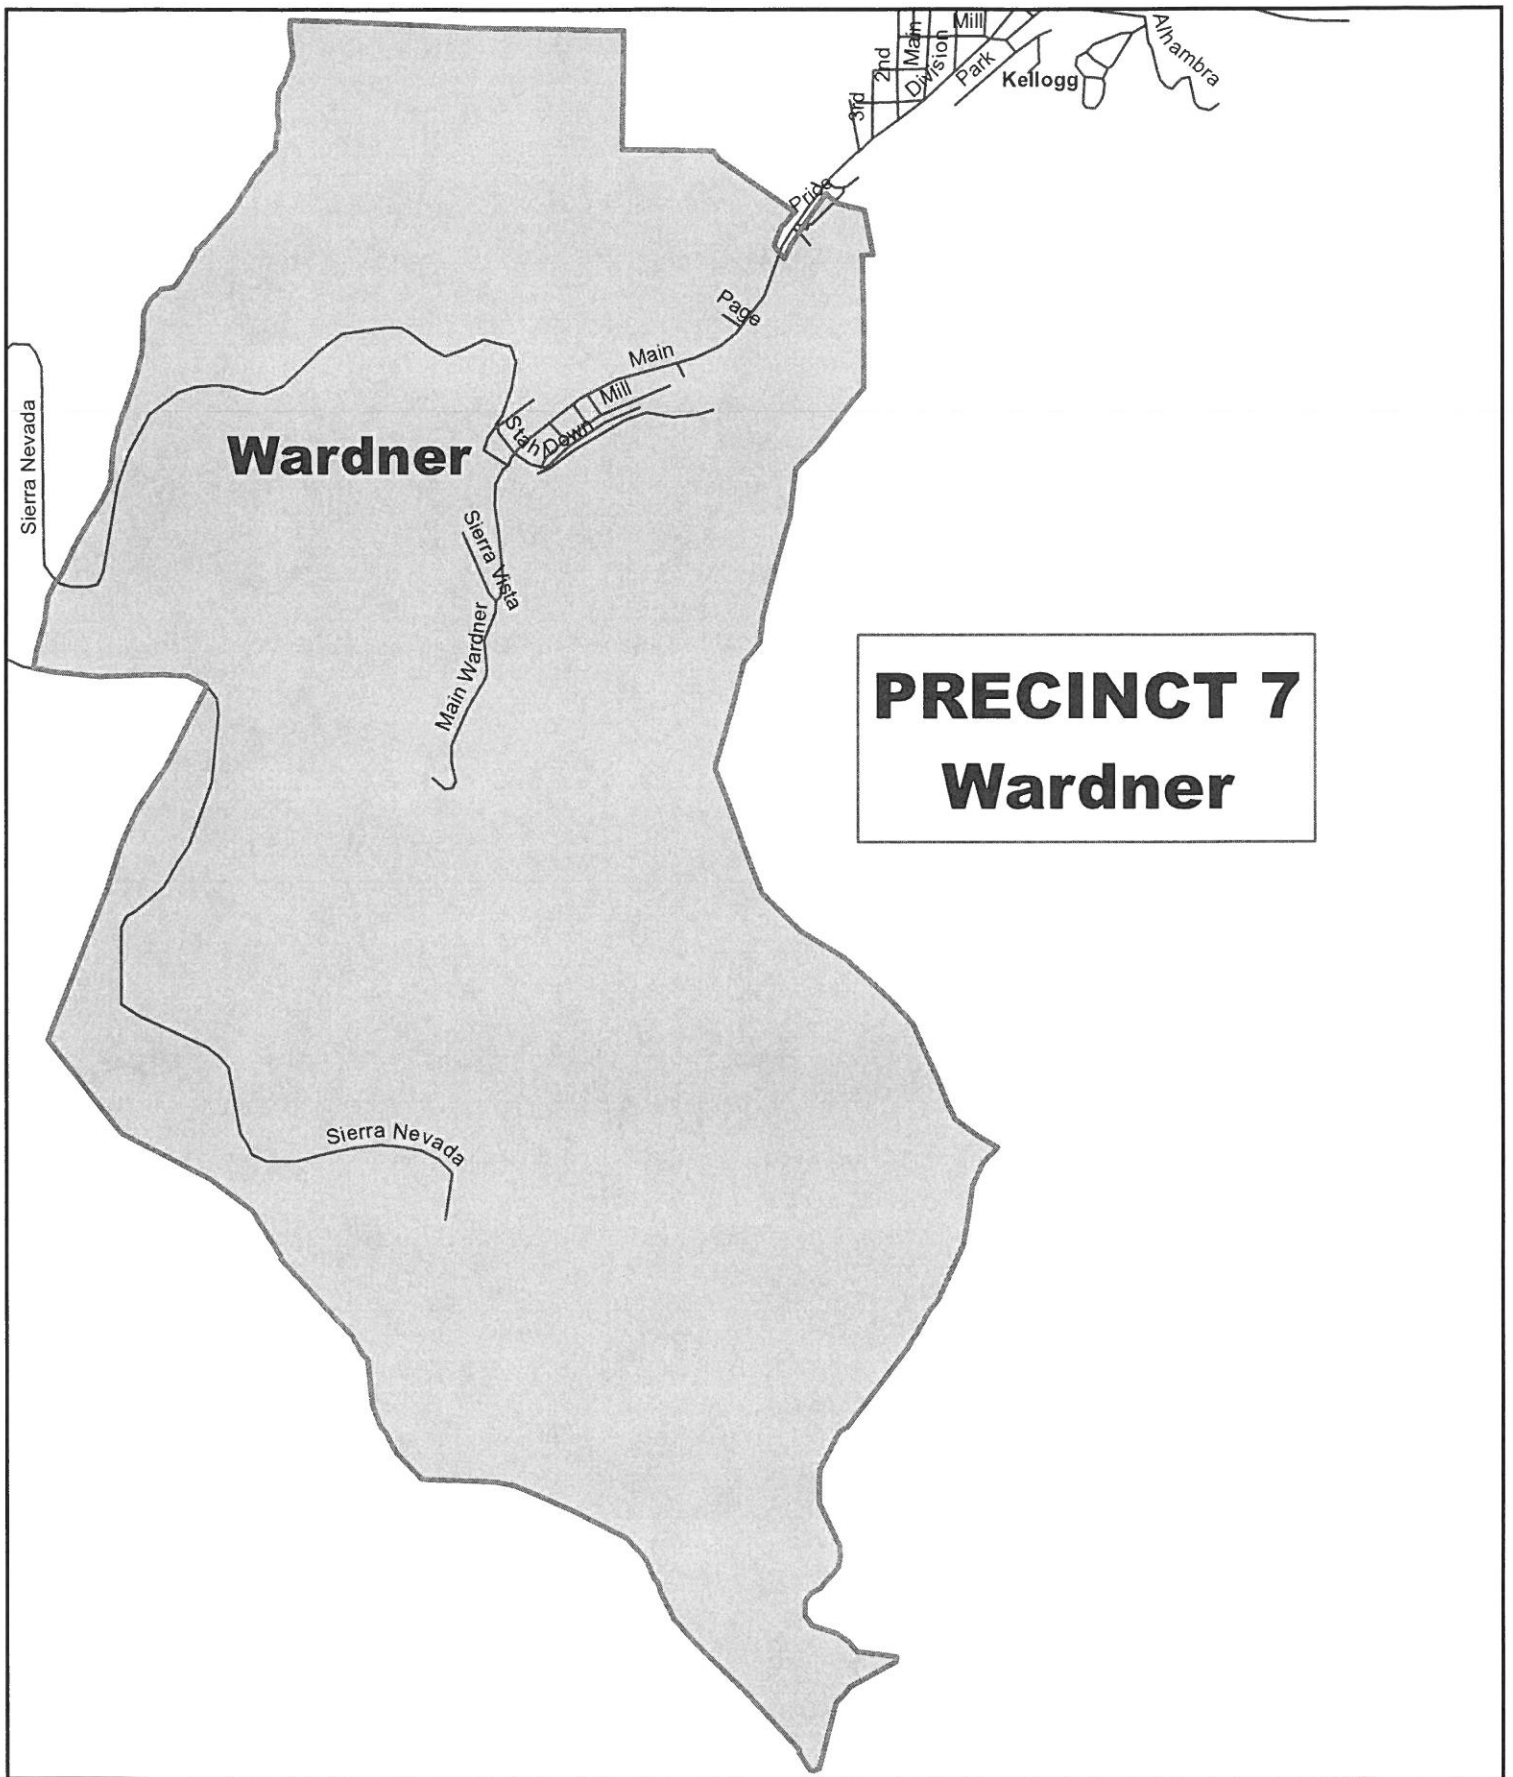 Mill
Main
2nd
Division
Park
Kellogg
Alhambra
3rd
Pride
Page
Main
Mill
Down
Sierra Nevada
Wardner
Sierra Vista
Main Wardner
PRECINCT 7
Wardner
Sierra Nevada